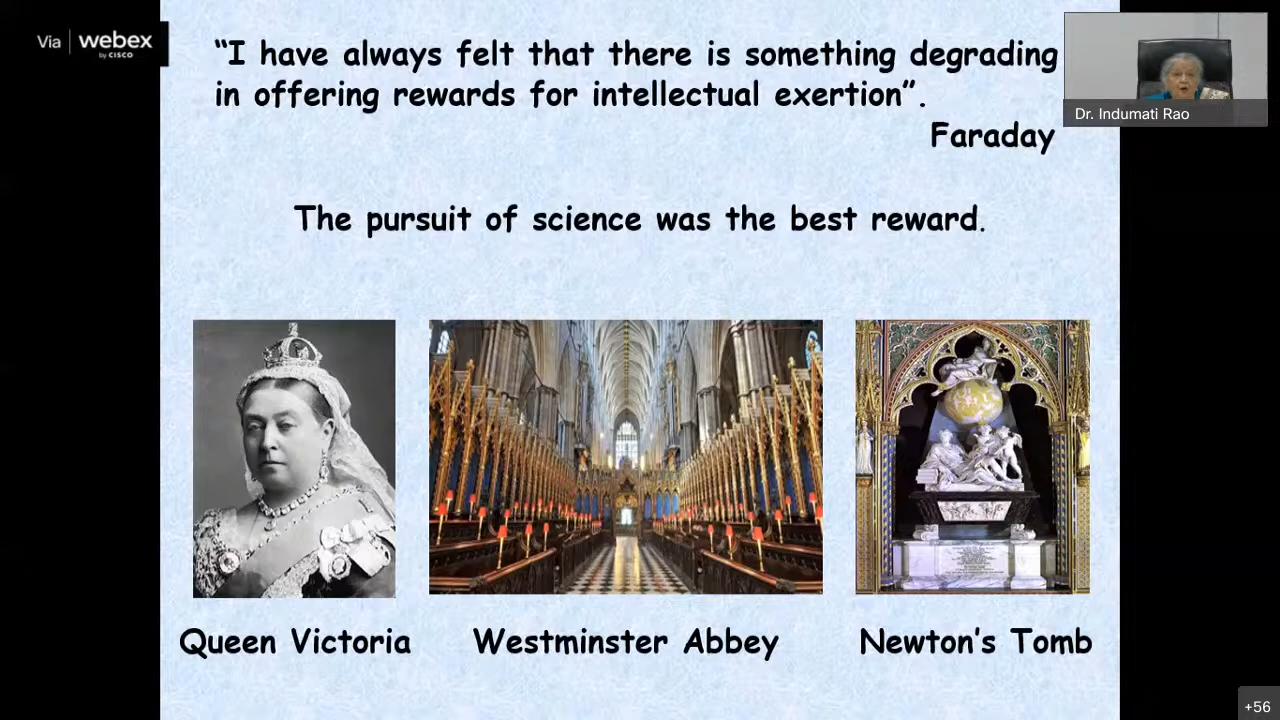 Via webex
by CISCO
“I have always felt that there is something degrading
in offering rewards for intellectual exertion”.
Faraday
Dr. Indumati Rao
The pursuit of science was the best reward.
Queen Victoria
Westminster Abbey
Newton’s Tomb
+56